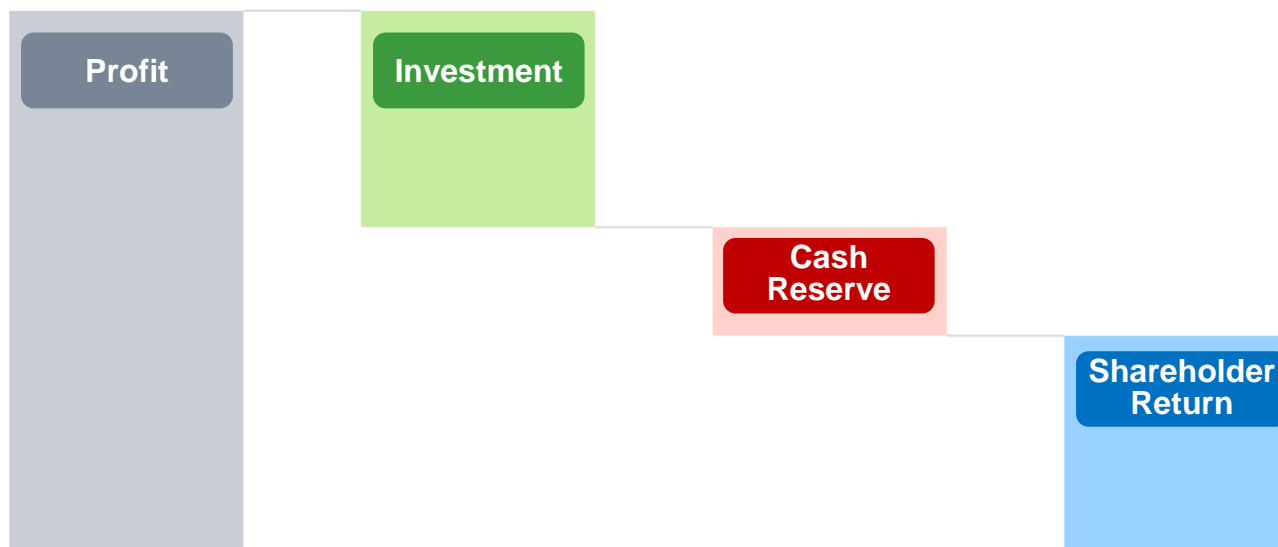 Profit
Investment
Cash
Reserve
Shareholder
Return